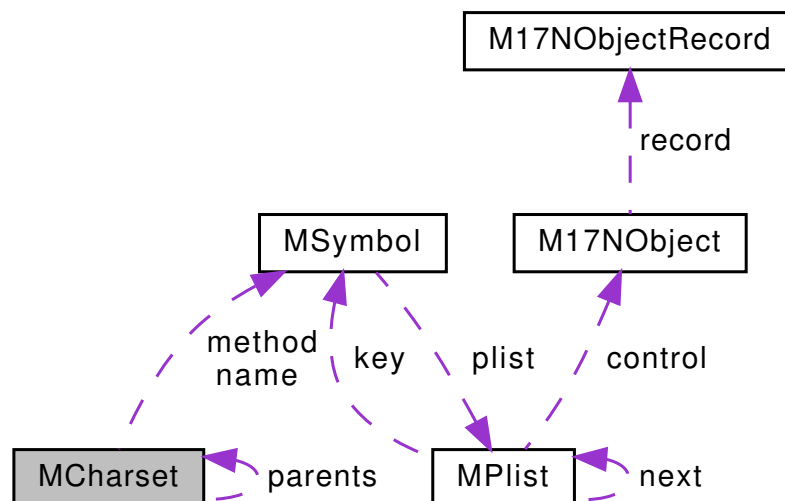 M17NObjectRecord
record
MSymbol
M17NObject
method
name
key
plist
control
MCharset
parents
MPlist
next